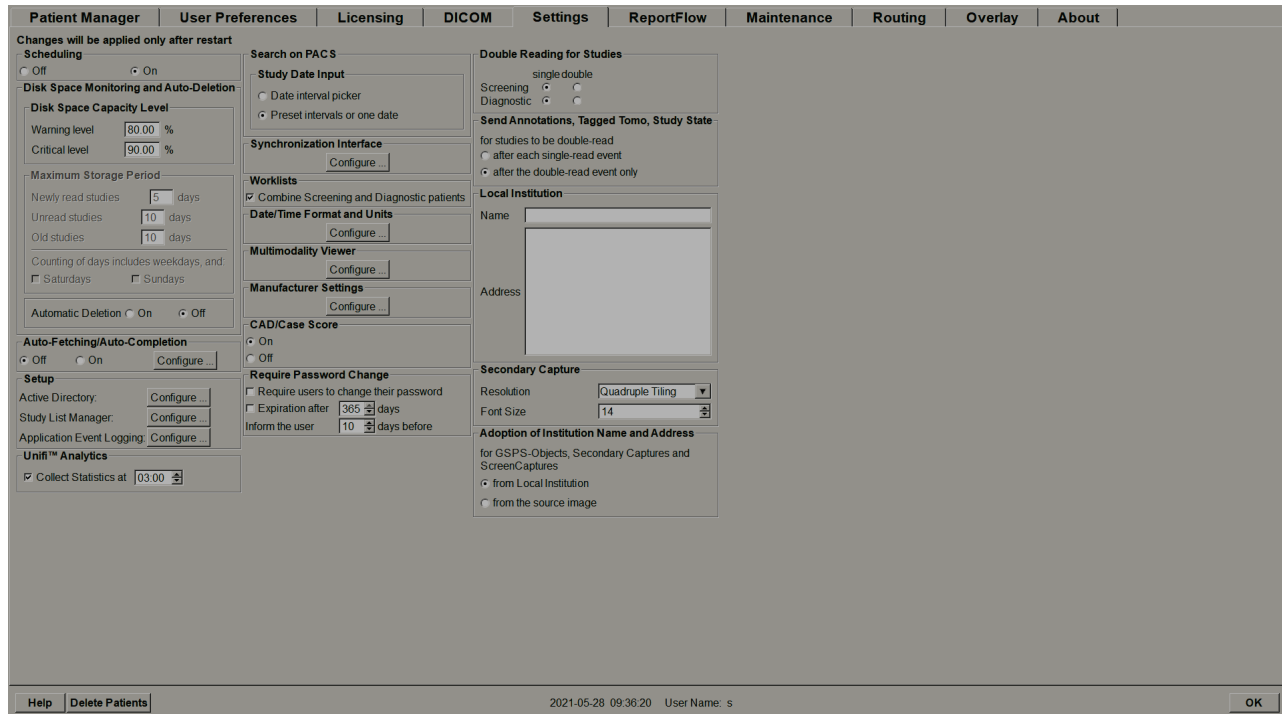 Patient Manager User Preferences Licensing DICOM Settings ReportFlow Maintenance Routing Overlay About
Changes will be applied only after restart
Scheduling
Off On
Disk Space Monitoring and Auto-Deletion
Disk Space Capacity Level
Warning level 80.00 %
Critical level 90.00 %
Maximum Storage Period
Newly read studies 5 days
Unread studies 10 days
Old studies 10 days
Counting of days includes weekdays, and:
Saturdays Sundays
Automatic Deletion On Off
Auto-Fetching/Auto-Completion
Off On Configure ...
Setup
Active Directory: Configure ...
Study List Manager: Configure ...
Application Event Logging: Configure ...
Unifi™ Analytics
Collect Statistics at 03:00
Search on PACS
Study Date Input
Date interval picker
Preset intervals or one date
Synchronization Interface
Configure ...
Worklists
Combine Screening and Diagnostic patients
Date/Time Format and Units
Configure ...
Multimodality Viewer
Configure ...
Manufacturer Settings
Configure ...
CAD/Case Score
On
Off
Require Password Change
Require users to change their password
Expiration after 365 days
Inform the user 10 days before
Double Reading for Studies
single double
Screening
Diagnostic
Send Annotations, Tagged Tomo, Study State
for studies to be double-read
after each single-read event
after the double-read event only
Local Institution
Name
Address
Secondary Capture
Resolution Quadruple Tiling
Font Size 14
Adoption of Institution Name and Address
for GSPS-Objects, Secondary Captures and
ScreenCaptures
from Local Institution
from the source image
Help Delete Patients 2021-05-28 09:36:20 User Name: s OK